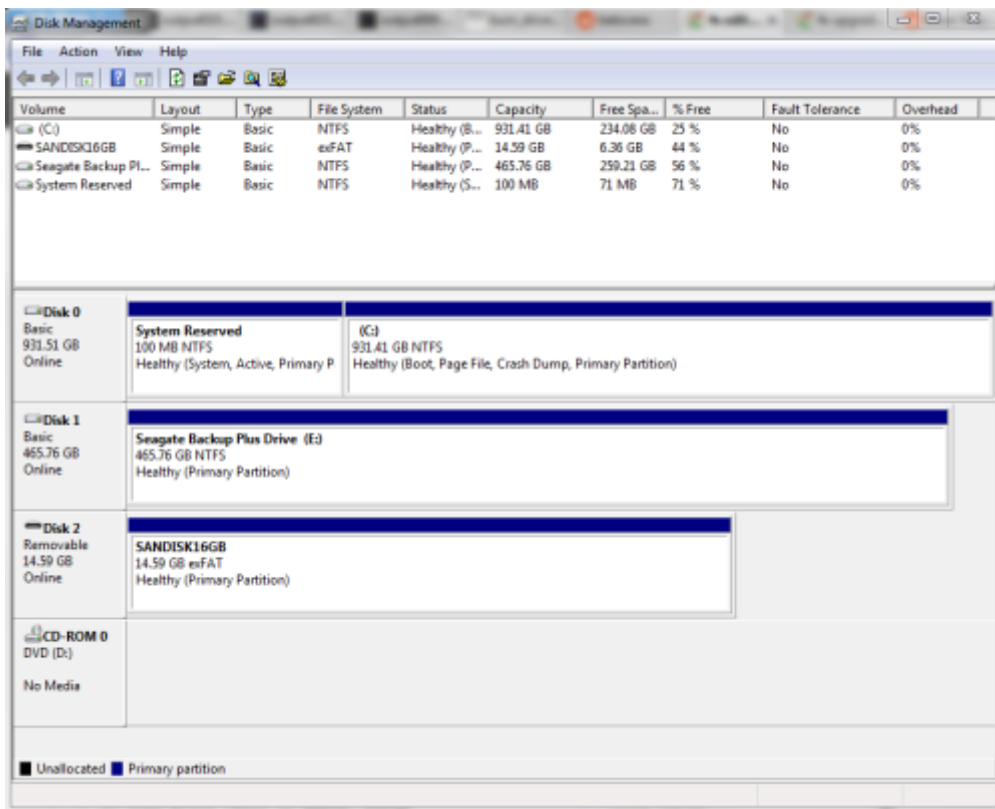 Disk Management
File Action View Help
Volume Layout Type File System Status Capacity Free Spa... % Free Fault Tolerance Overhead
(C:) Simple Basic NTFS Healthy (B... 931.41 GB 234.08 GB 25 % No 0%
SANDISK16GB Simple Basic exFAT Healthy (P... 14.59 GB 6.36 GB 44 % No 0%
Seagate Backup Pl... Simple Basic NTFS Healthy (P... 465.76 GB 259.21 GB 56 % No 0%
System Reserved Simple Basic NTFS Healthy (S... 100 MB 71 MB 71 % No 0%
Disk 0
Basic
931.51 GB
Online
System Reserved
100 MB NTFS
Healthy (System, Active, Primary P
(C:)
931.41 GB NTFS
Healthy (Boot, Page File, Crash Dump, Primary Partition)
Disk 1
Basic
465.76 GB
Online
Seagate Backup Plus Drive (E:)
465.76 GB NTFS
Healthy (Primary Partition)
Disk 2
Removable
14.59 GB
Online
SANDISK16GB
14.59 GB exFAT
Healthy (Primary Partition)
CD-ROM 0
DVD (D:)
No Media
Unallocated Primary partition